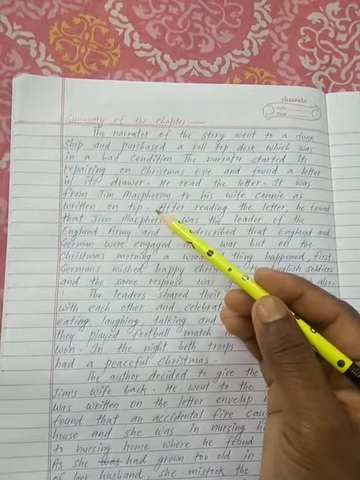 classmate
Date
Page
Summary of the chapter
The narrator of the story went to a junk
shop and purchased a roll top desk which was
in a bad condition The narrator started its
repairing on Christmas Eve and found a letter
in its drawer. He read the letter. It was
from Jim Macpherson to his wife Connie as
written on top. After reading the letter, he found
that Jim was the leader of the
England Army and described that England and
German were engaged war but on the
Christmas morning a thing happened, first
Germans wished happy English soldiers
and the same response was also.
The leaders shared their
with each other and
eating, laughing, talking and
they played football match
won. In the night both troops
had a peaceful Christmas.
The author decided to give the
Jim's wife back. He went to the
was written on the letter envelop
found that an accidental fire
house and she was in nursing
to nursing home where he found
As she had grown too old in
of her husband, she mistook the